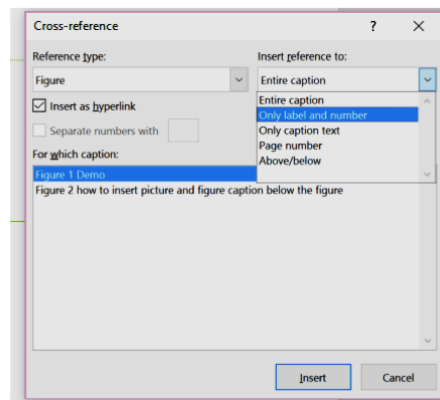 Cross-reference ? ×
Reference type: Insert reference to:
Figure Entire caption
Insert as hyperlink
Entire caption
Only label and number
Separate numbers with
Only caption text
For which caption:
Page number
Above/below
Figure 1 Demo
Figure 2 how to insert picture and figure caption below the figure
Insert Cancel